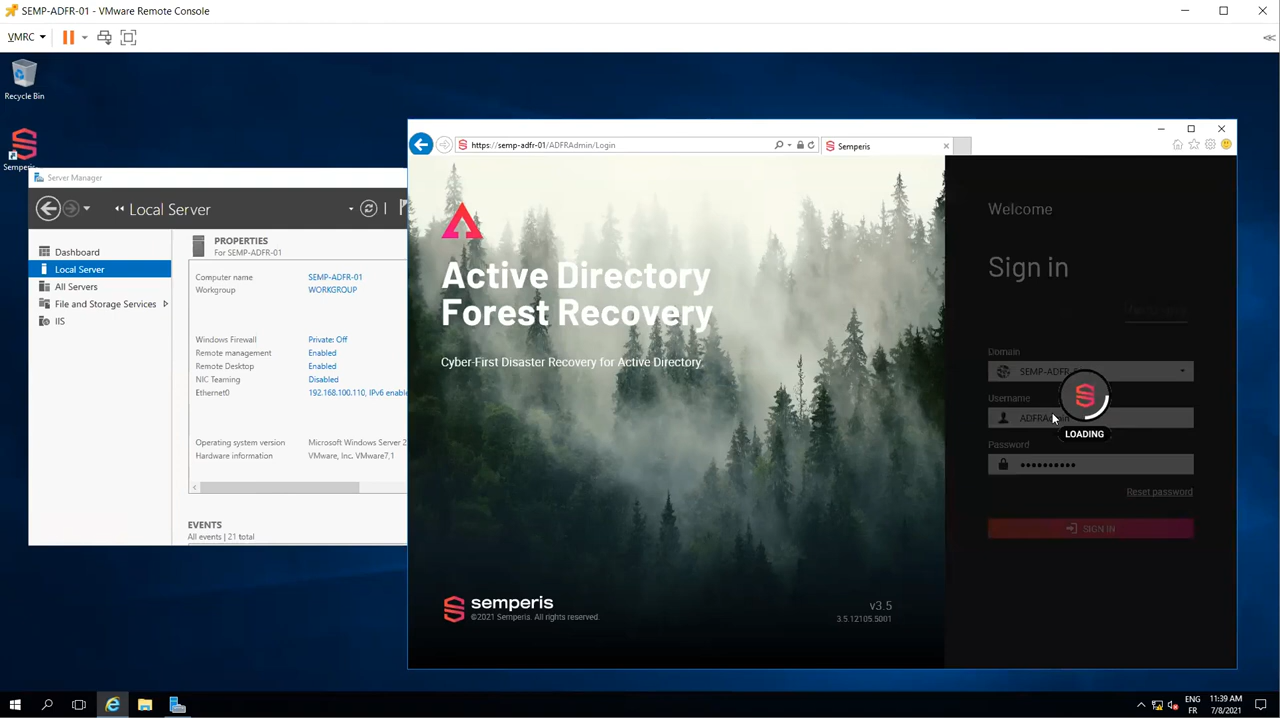 SEMP-ADFR-01 - VMware Remote Console
VMRC
Recycle Bin
Semperis
Server Manager
Local Server
Dashboard
Local Server
All Servers
File and Storage Services
IIS
PROPERTIES
For SEMP-ADFR-01
Computer name SEMP-ADFR-01
Workgroup WORKGROUP
Windows Firewall Private: Off
Remote management Enabled
Remote Desktop Enabled
NIC Teaming Disabled
Ethernet0 192.168.100.110, IPv6 enable
Operating system version Microsoft Windows Server 2
Hardware information VMware, Inc. VMware7,1
EVENTS
All events | 21 total
https://semp-adfr-01/ADFRAdmin/Login
Semperis
Active Directory
Forest Recovery
Cyber-First Disaster Recovery for Active Directory.
semperis
©2021 Semperis. All rights reserved.
v3.5
3.5.12105.5001
Welcome
Sign in
Domain
SEMP-ADFR-
Username
LOADING
Password
Reset password
SIGN IN
ENG
FR
11:39 AM
7/8/2021